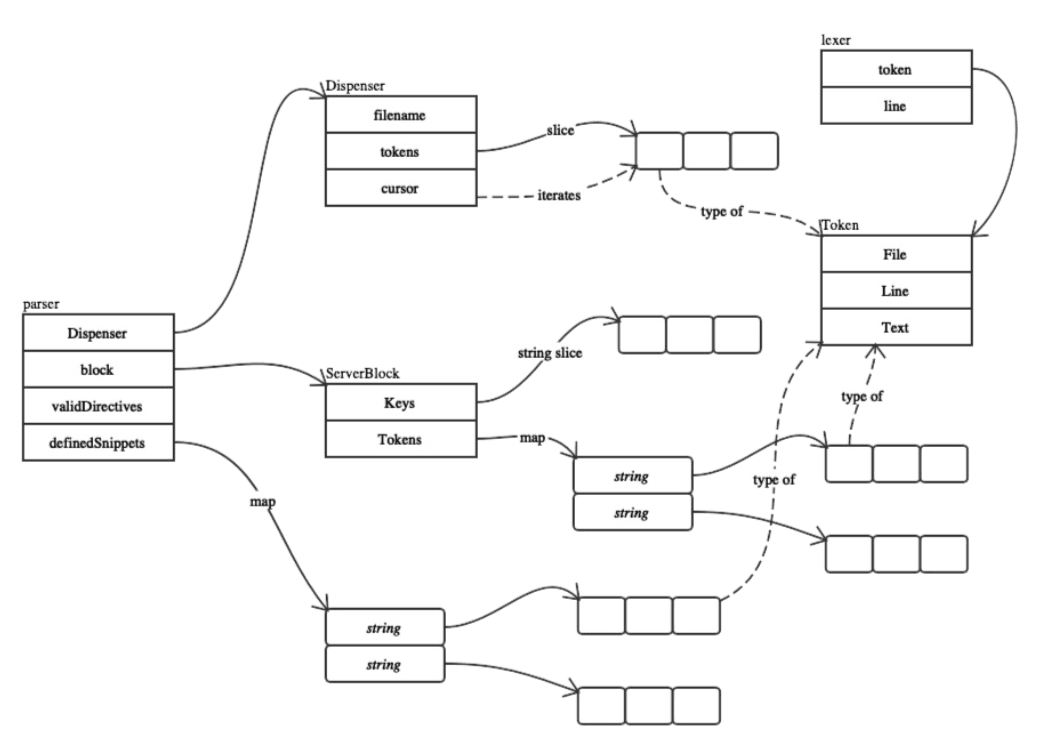 lexer
token
line
Dispenser
filename
tokens
cursor
slice
iterates
type of
Token
File
Line
Text
parser
Dispenser
block
validDirectives
definedSnippets
string slice
ServerBlock
Keys
Tokens
map
string
string
type of
type of
map
string
string